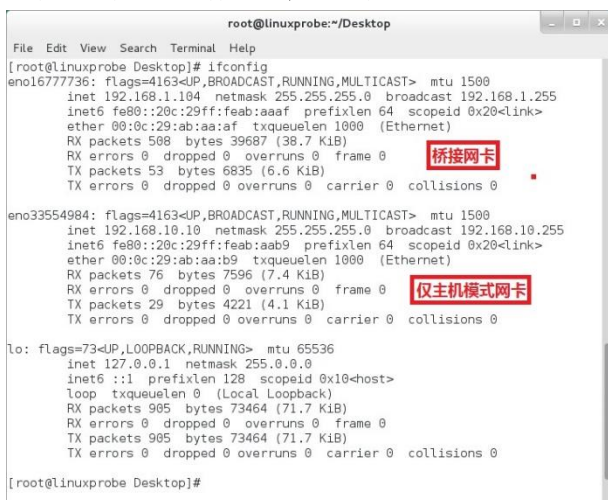 root@linuxprobe:~/Desktop
File Edit View Search Terminal Help
[root@linuxprobe Desktop]# ifconfig
eno16777736: flags=4163<UP,BROADCAST,RUNNING,MULTICAST> mtu 1500
inet 192.168.1.104 netmask 255.255.255.0 broadcast 192.168.1.255
inet6 fe80::20c:29ff:feab:aaaf prefixlen 64 scopeid 0x20<link>
ether 00:0c:29:ab:aa:af txqueuelen 1000 (Ethernet)
RX packets 508 bytes 39687 (38.7 KiB)
RX errors 0 dropped 0 overruns 0 frame 0
桥接网卡
TX packets 53 bytes 6835 (6.6 KiB)
TX errors 0 dropped 0 overruns 0 carrier 0 collisions 0
eno33554984: flags=4163<UP,BROADCAST,RUNNING,MULTICAST> mtu 1500
inet 192.168.10.10 netmask 255.255.255.0 broadcast 192.168.10.255
inet6 fe80::20c:29ff:feab:aab9 prefixlen 64 scopeid 0x20<link>
ether 00:0c:29:ab:aa:b9 txqueuelen 1000 (Ethernet)
RX packets 76 bytes 7596 (7.4 KiB)
RX errors 0 dropped 0 overruns 0 frame 0
仅主机模式网卡
TX packets 29 bytes 4221 (4.1 KiB)
TX errors 0 dropped 0 overruns 0 carrier 0 collisions 0
lo: flags=73<UP,LOOPBACK,RUNNING> mtu 65536
inet 127.0.0.1 netmask 255.0.0.0
inet6 ::1 prefixlen 128 scopeid 0x10<host>
loop txqueuelen 0 (Local Loopback)
RX packets 905 bytes 73464 (71.7 KiB)
RX errors 0 dropped 0 overruns 0 frame 0
TX packets 905 bytes 73464 (71.7 KiB)
TX errors 0 dropped 0 overruns 0 carrier 0 collisions 0
[root@linuxprobe Desktop]#